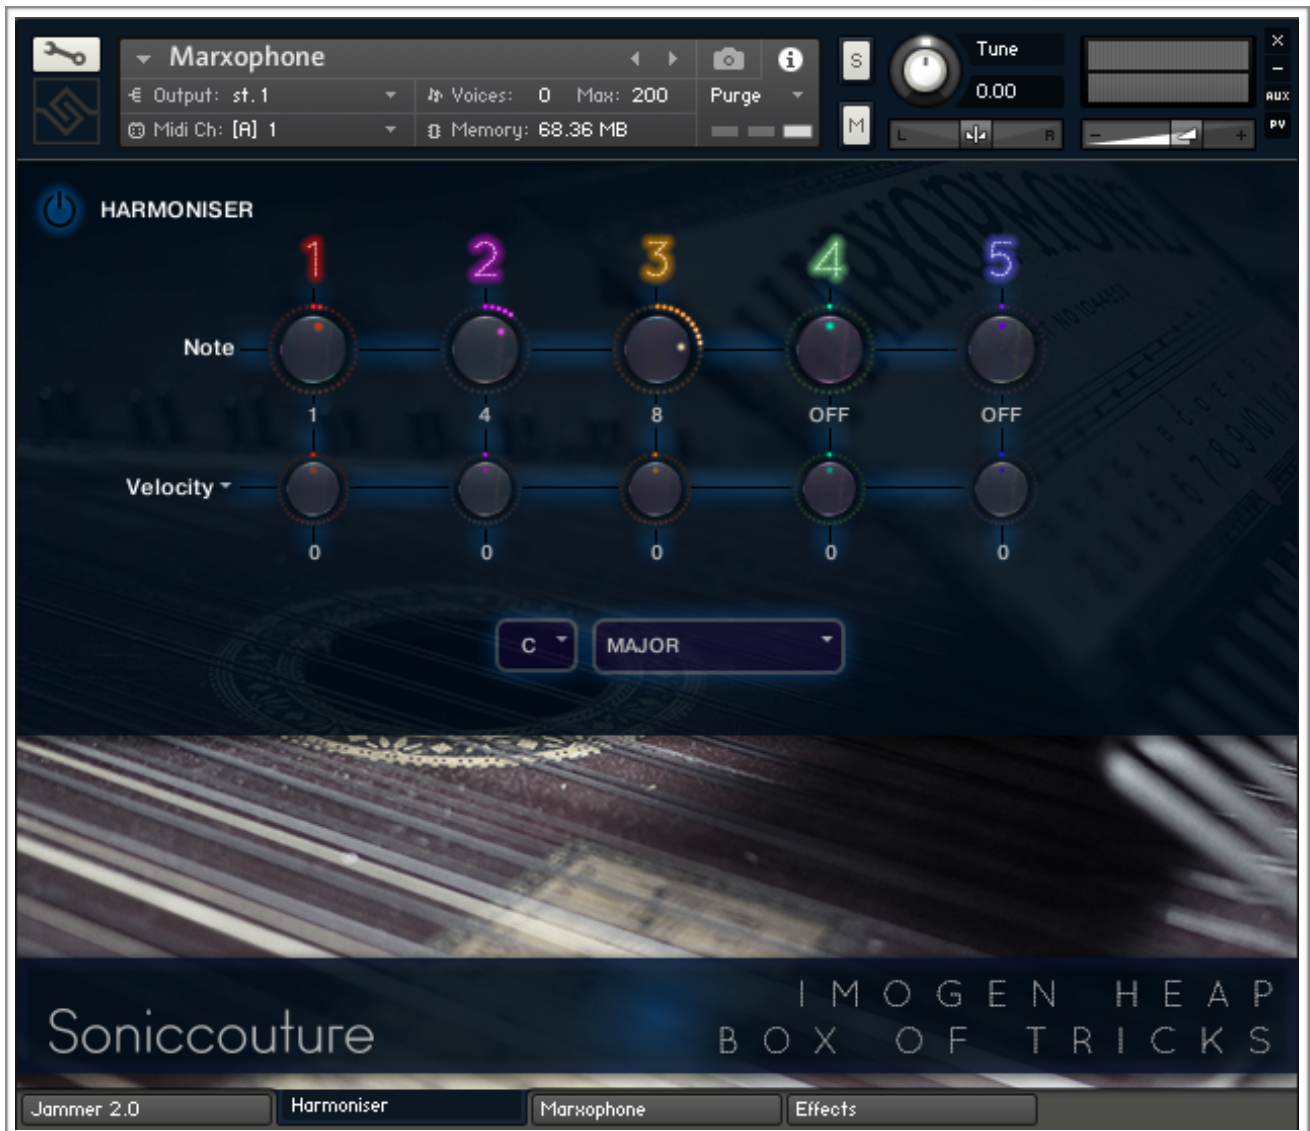 Marxophone
Output: st.1
Voices: 0 Max: 200
Purge
Midi Ch: [A] 1
Memory: 68.36 MB
S
M
Tune
0.00
L
R
-
+
×
-
AUX
PV
HARMONISER
1 2 3 4 5
Note
1 4 8 OFF OFF
Velocity
0 0 0 0 0
C MAJOR
MARXOPHONE
Soniccouture
IMOGEN HEAP
BOX OF TRICKS
Jammer 2.0 Harmoniser Marxophone Effects